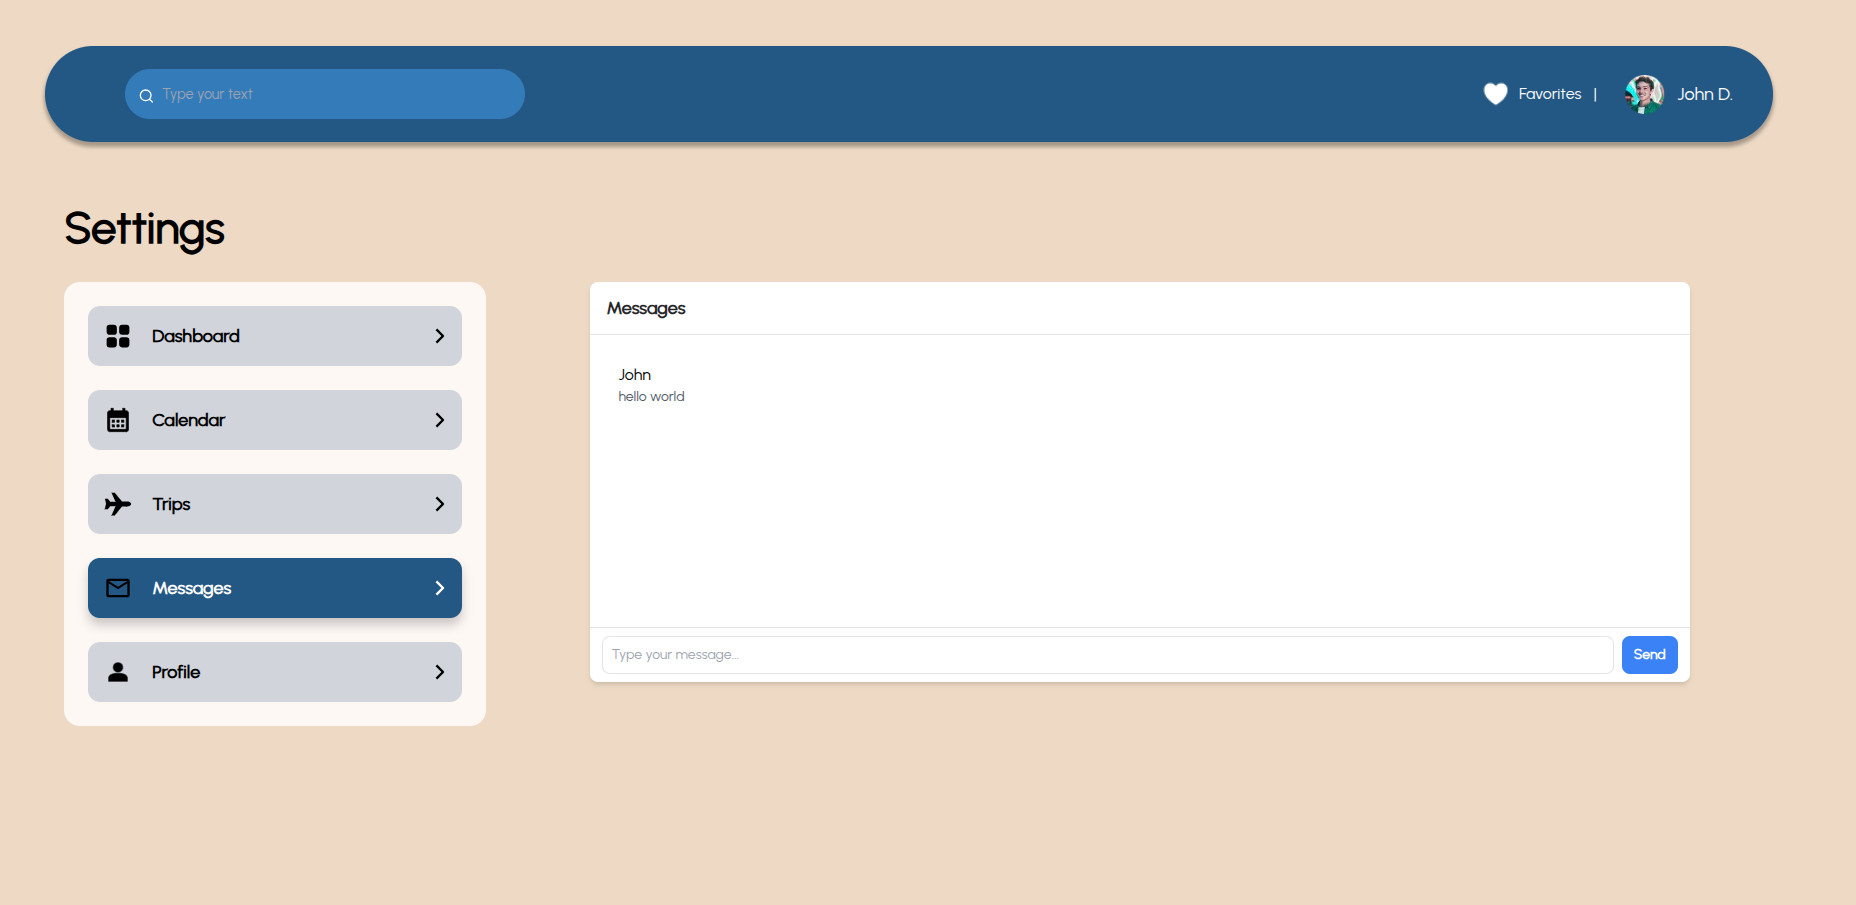 Type your text
Favorites |
John D.
Settings
Dashboard
Calendar
Trips
Messages
Profile
Messages
John
hello world
Type your message...
Send